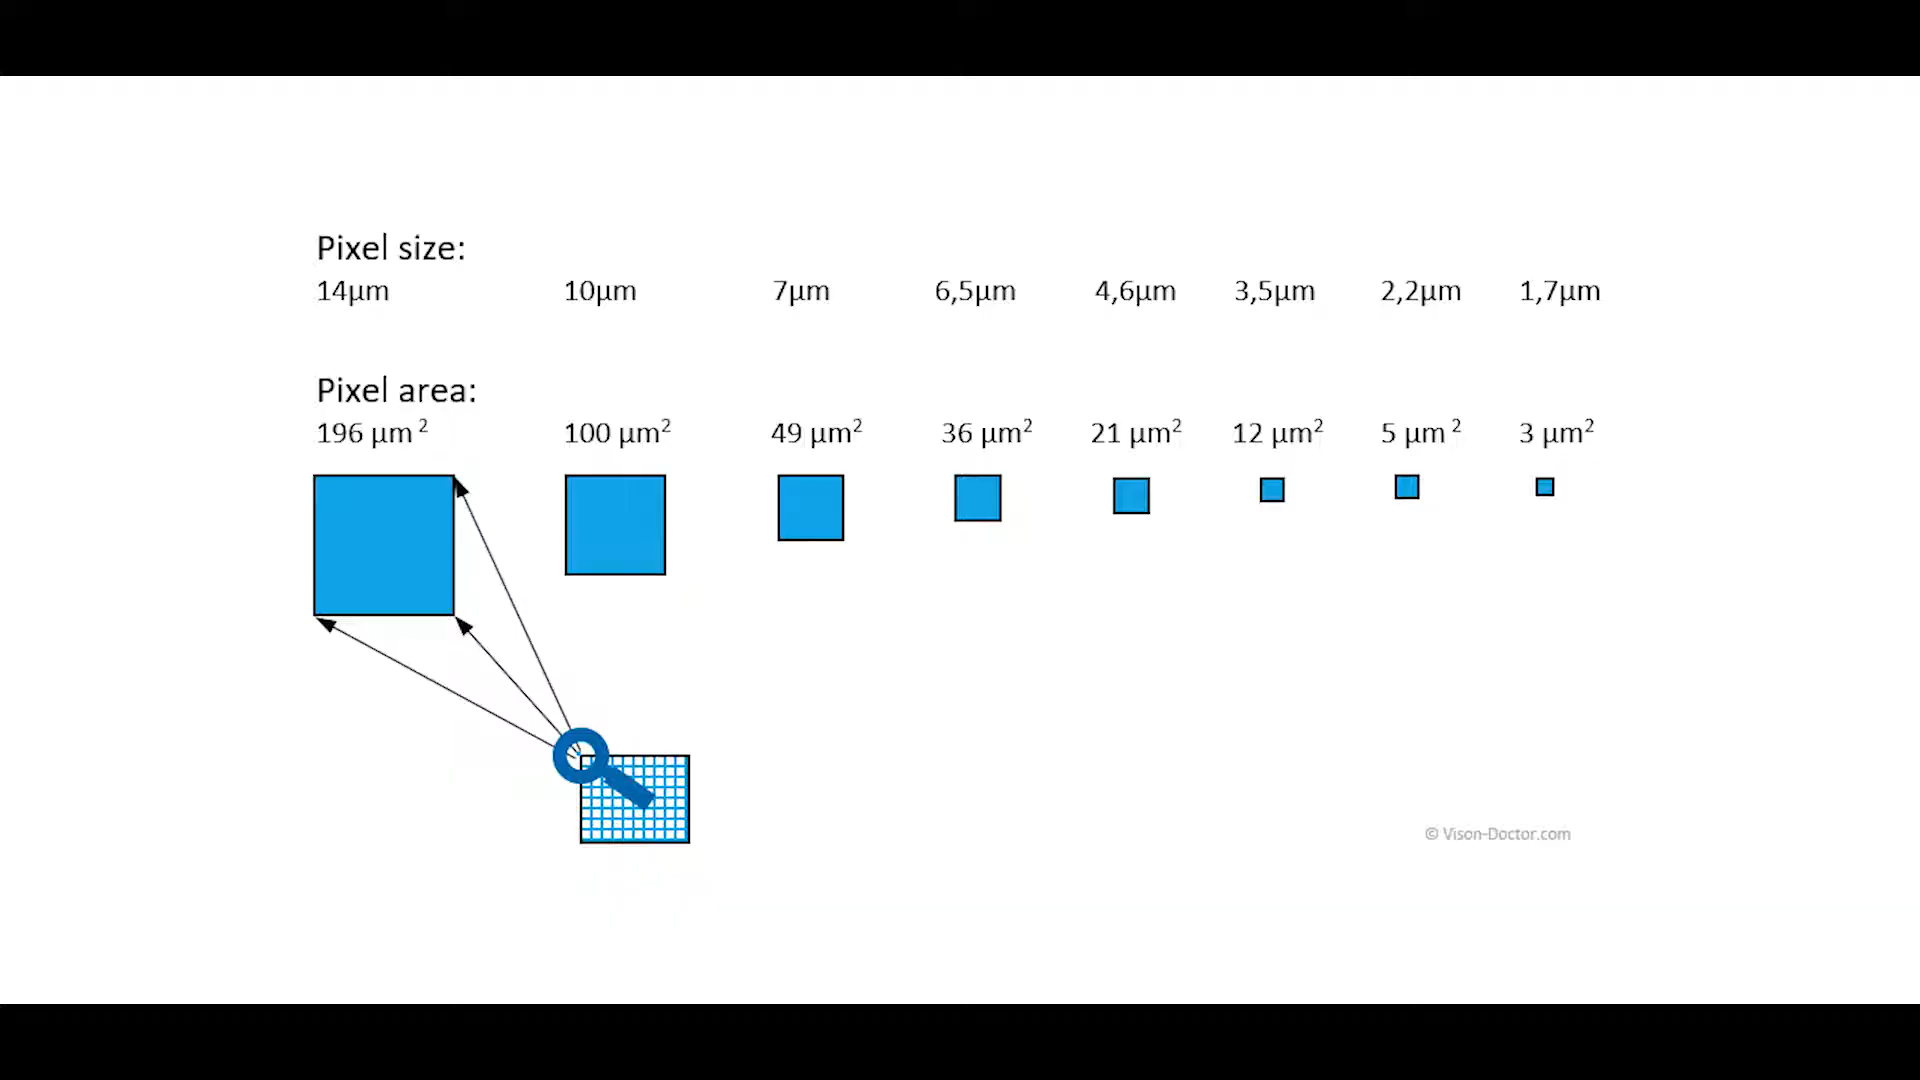 Pixel size:
14µm 10µm 7µm 6,5µm 4,6µm 3,5µm 2,2µm 1,7µm
Pixel area:
196 µm² 100 µm² 49 µm² 36 µm² 21 µm² 12 µm² 5 µm² 3 µm²
© Vison-Doctor.com